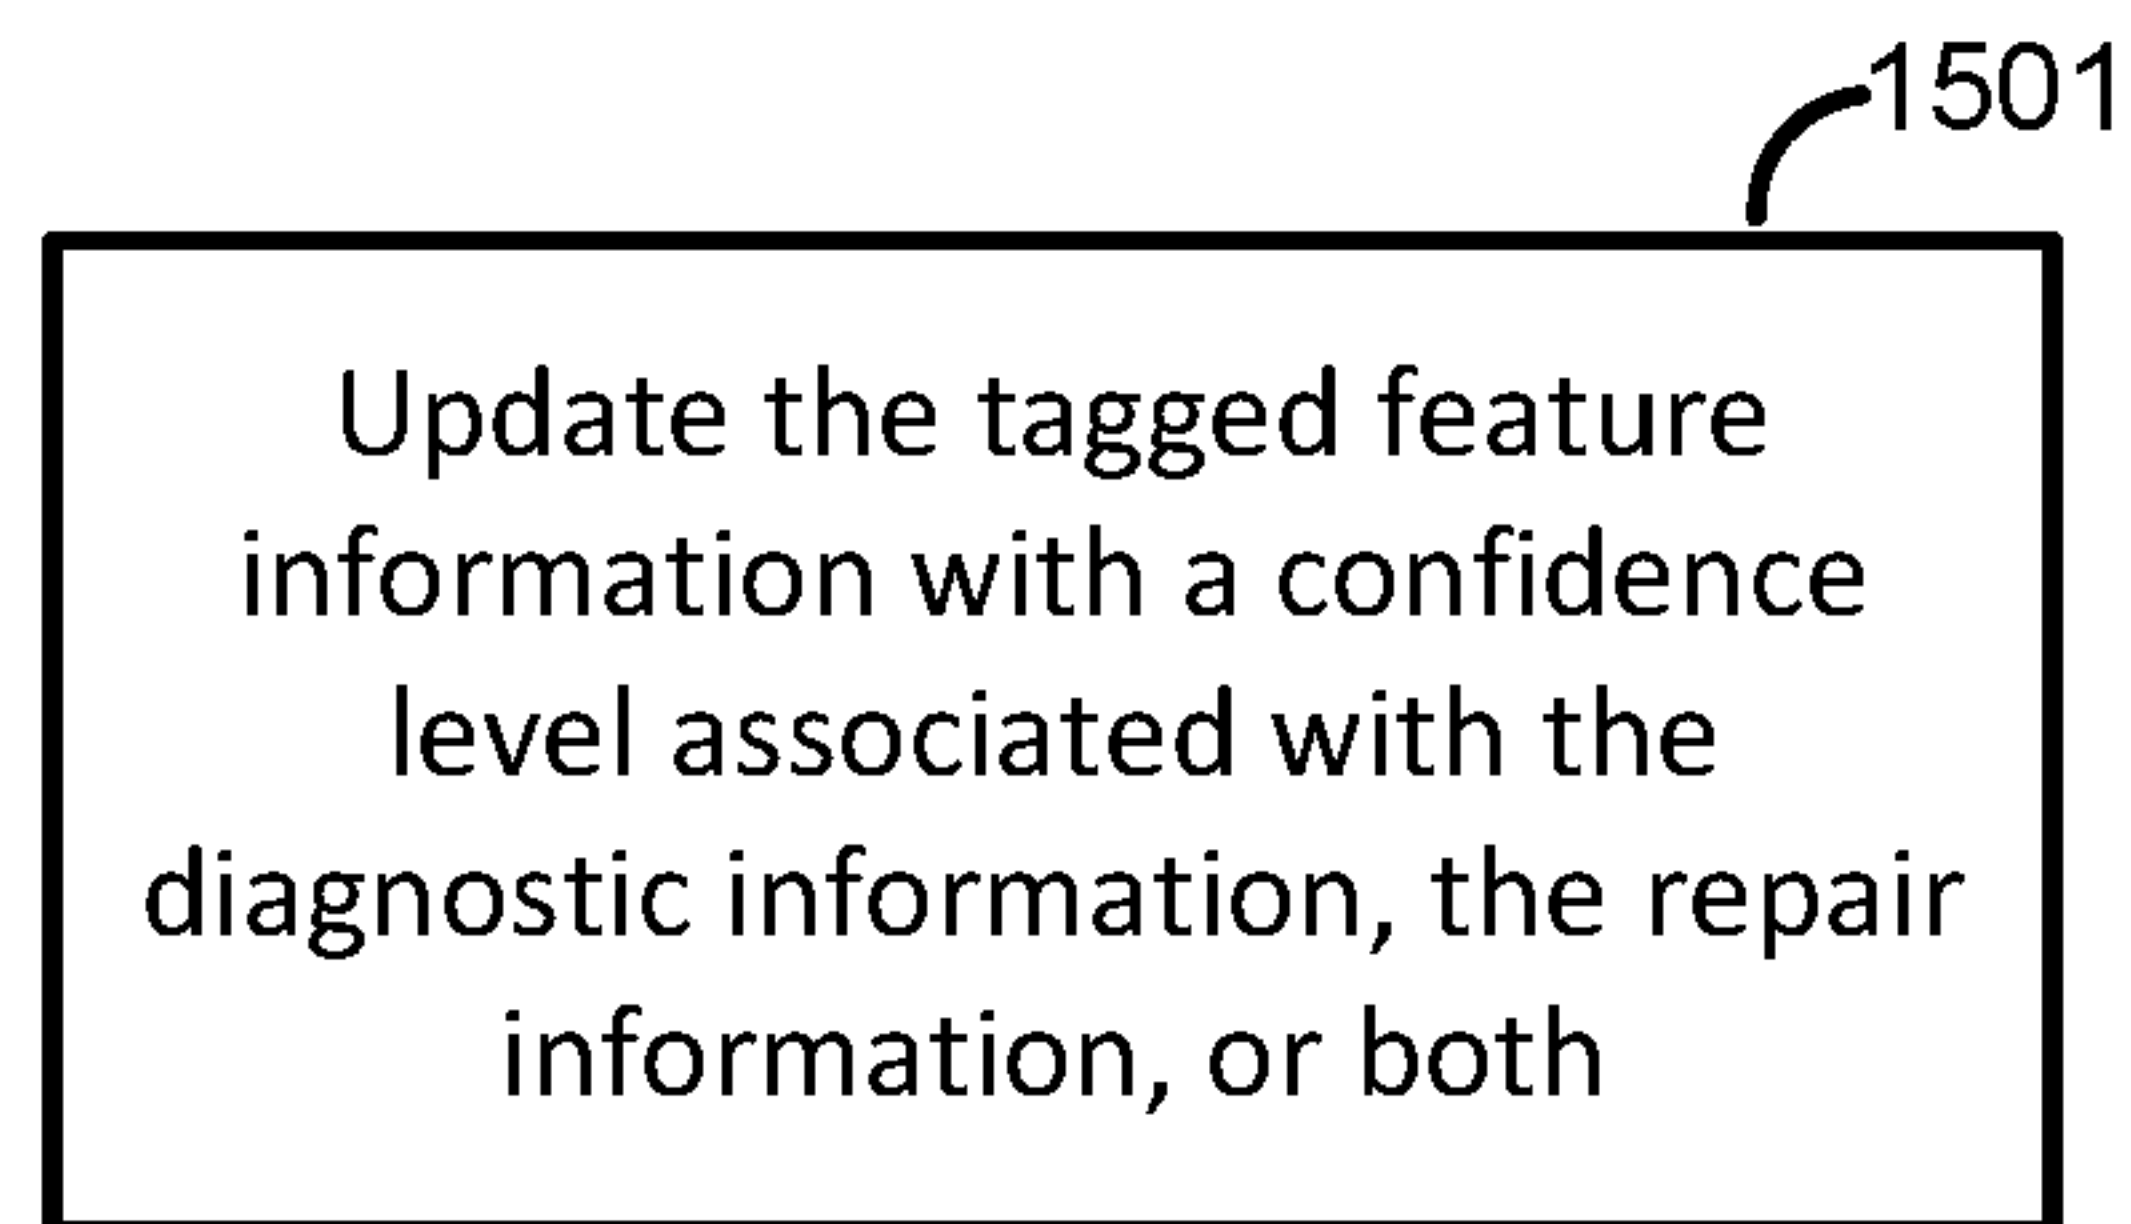 1501
Update the tagged feature
information with a confidence
level associated with the
diagnostic information, the repair
information, or both